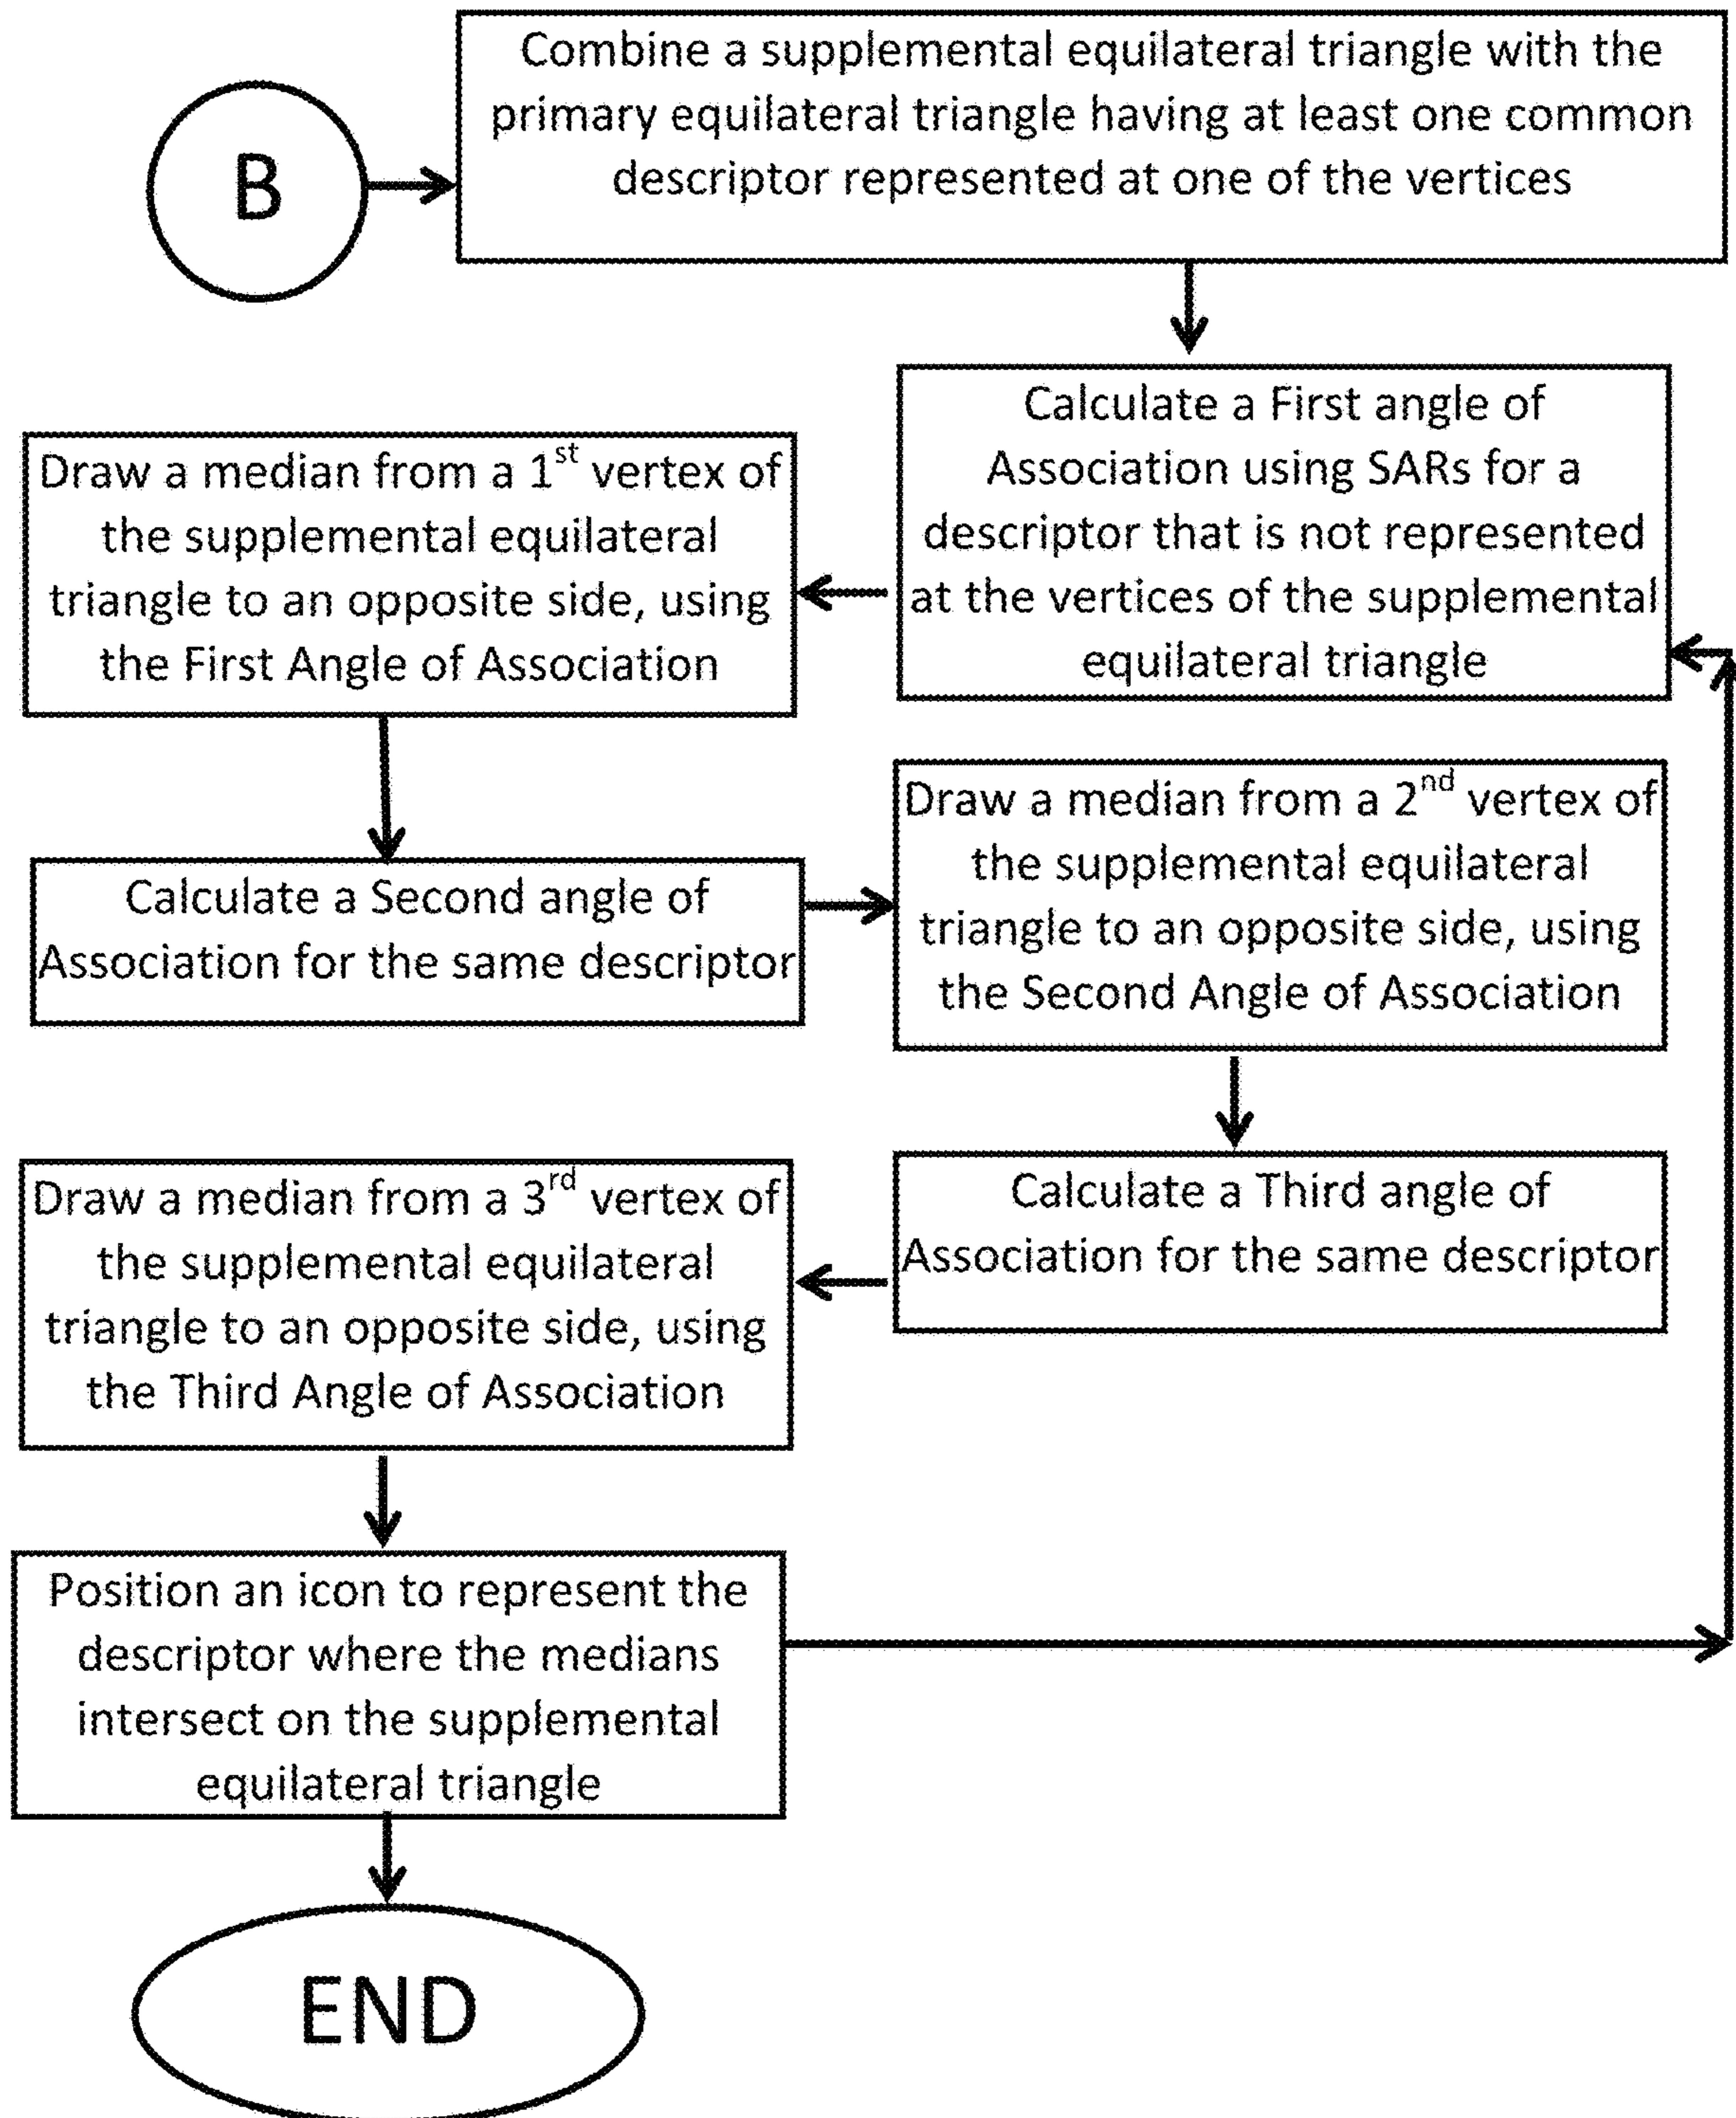 B
Combine a supplemental equilateral triangle with the
primary equilateral triangle having at least one common
descriptor represented at one of the vertices
Calculate a First angle of
Association using SARs for a
descriptor that is not represented
at the vertices of the supplemental
equilateral triangle
Draw a median from a 1st vertex of
the supplemental equilateral
triangle to an opposite side, using
the First Angle of Association
Calculate a Second angle of
Association for the same descriptor
Draw a median from a 2nd vertex of
the supplemental equilateral
triangle to an opposite side, using
the Second Angle of Association
Calculate a Third angle of
Association for the same descriptor
Draw a median from a 3rd vertex of
the supplemental equilateral
triangle to an opposite side, using
the Third Angle of Association
Position an icon to represent the
descriptor where the medians
intersect on the supplemental
equilateral triangle
END